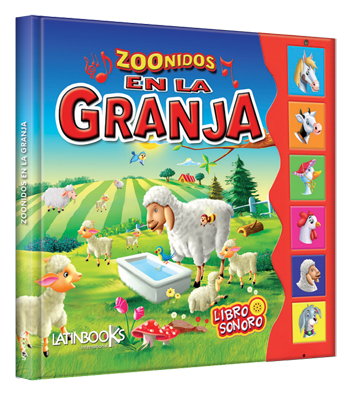 ZOONIDOS
EN LA
GRANJA
ZOONIDOS EN LA GRANJA
LIBRO
SONORO
LATINBOOKS